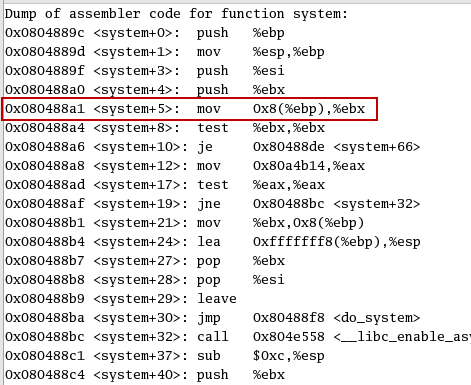 Dump of assembler code for function system:
0x0804889c <system+0>: push %ebp
0x0804889d <system+1>: mov %esp,%ebp
0x0804889f <system+3>: push %esi
0x080488a0 <system+4>: push %ebx
0x080488a1 <system+5>: mov 0x8(%ebp),%ebx
0x080488a4 <system+8>: test %ebx,%ebx
0x080488a6 <system+10>: je 0x80488de <system+66>
0x080488a8 <system+12>: mov 0x80a4b14,%eax
0x080488ad <system+17>: test %eax,%eax
0x080488af <system+19>: jne 0x80488bc <system+32>
0x080488b1 <system+21>: mov %ebx,0x8(%ebp)
0x080488b4 <system+24>: lea 0xfffffff8(%ebp),%esp
0x080488b7 <system+27>: pop %ebx
0x080488b8 <system+28>: pop %esi
0x080488b9 <system+29>: leave
0x080488ba <system+30>: jmp 0x80488f8 <do_system>
0x080488bc <system+32>: call 0x804e558 <__libc_enable_asy
0x080488c1 <system+37>: sub $0xc,%esp
0x080488c4 <system+40>: push %ebx